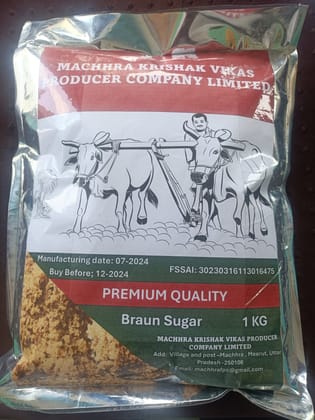 MACHHRA KRISHAK VIKAS
PRODUCER COMPANY LIMITED
Manufacturing date: 07-2024
Buy Before; 12-2024
FSSAI: 30230316113016475
PREMIUM QUALITY
Braun Sugar 1 KG
MACHHRA KRISHAK VIKAS PRODUCER
COMPANY LIMITED
Add: Village and post -Machhra , Meerut, Uttar
Pradesh -250106
Email: machhrafpo@gmail.com